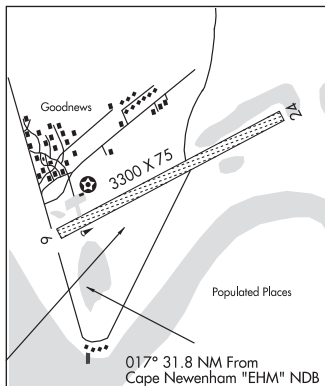 Goodnews
24
3300 X 75
6
Populated Places
017° 31.8 NM From
Cape Newenham "EHM" NDB